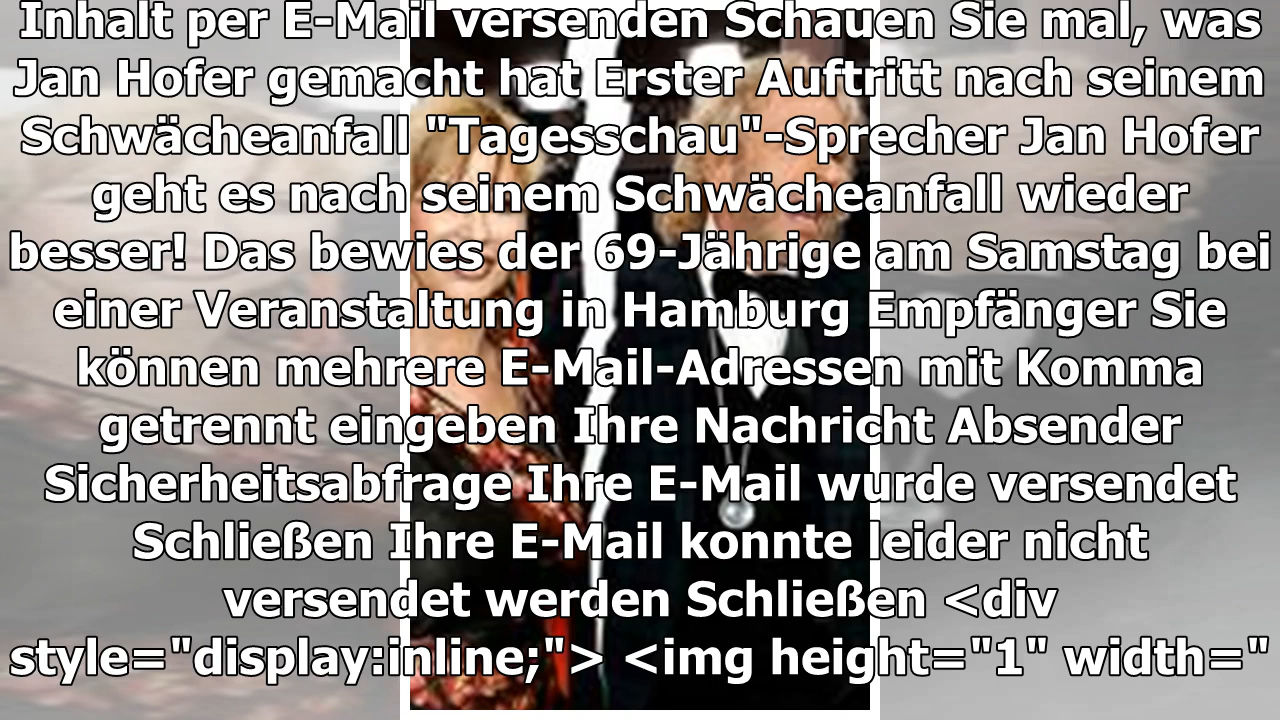 Inhalt per E-Mail versenden Schauen Sie mal, was
Jan Hofer gemacht hat Erster Auftritt nach seinem
Schwächeanfall "Tagesschau"-Sprecher Jan Hofer
geht es nach seinem Schwächeanfall wieder
besser! Das bewies der 69-Jährige am Samstag bei
einer Veranstaltung in Hamburg Empfänger Sie
können mehrere E-Mail-Adressen mit Komma
getrennt eingeben Ihre Nachricht Absender
Sicherheitsabfrage Ihre E-Mail wurde versendet
Schließen Ihre E-Mail konnte leider nicht
versendet werden Schließen <div
style="display:inline;"> <img height="1" width="